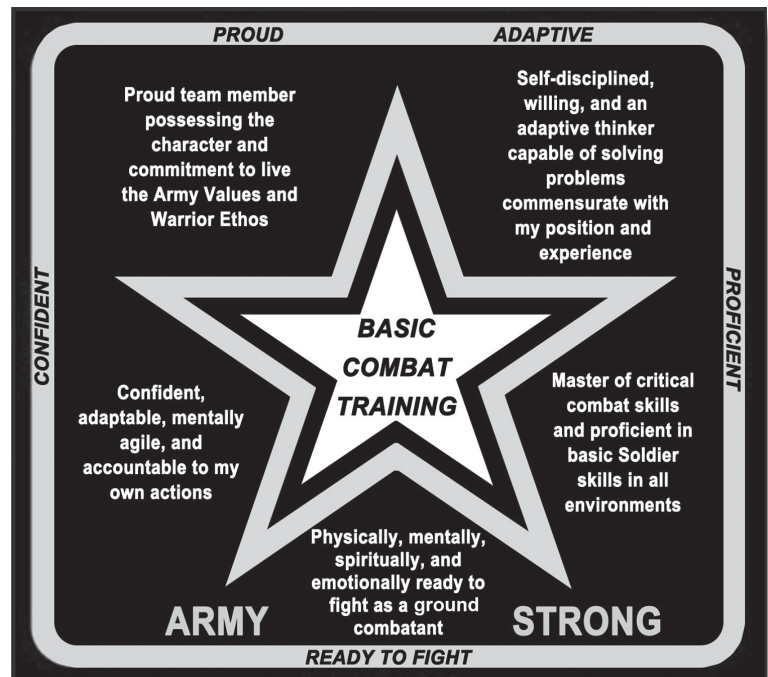 PROUD
ADAPTIVE
Proud team member
possessing the
character and
commitment to live
the Army Values and
Warrior Ethos
Self-disciplined,
willing, and an
adaptive thinker
capable of solving
problems
commensurate with
my position and
experience
CONFIDENT
PROFICIENT
BASIC
COMBAT
TRAINING
Confident,
adaptable, mentally
agile, and
accountable to my
own actions
Master of critical
combat skills
and proficient in
basic Soldier
skills in all
environments
Physically, mentally,
spiritually, and
emotionally ready to
fight as a ground
combatant
ARMY
STRONG
READY TO FIGHT